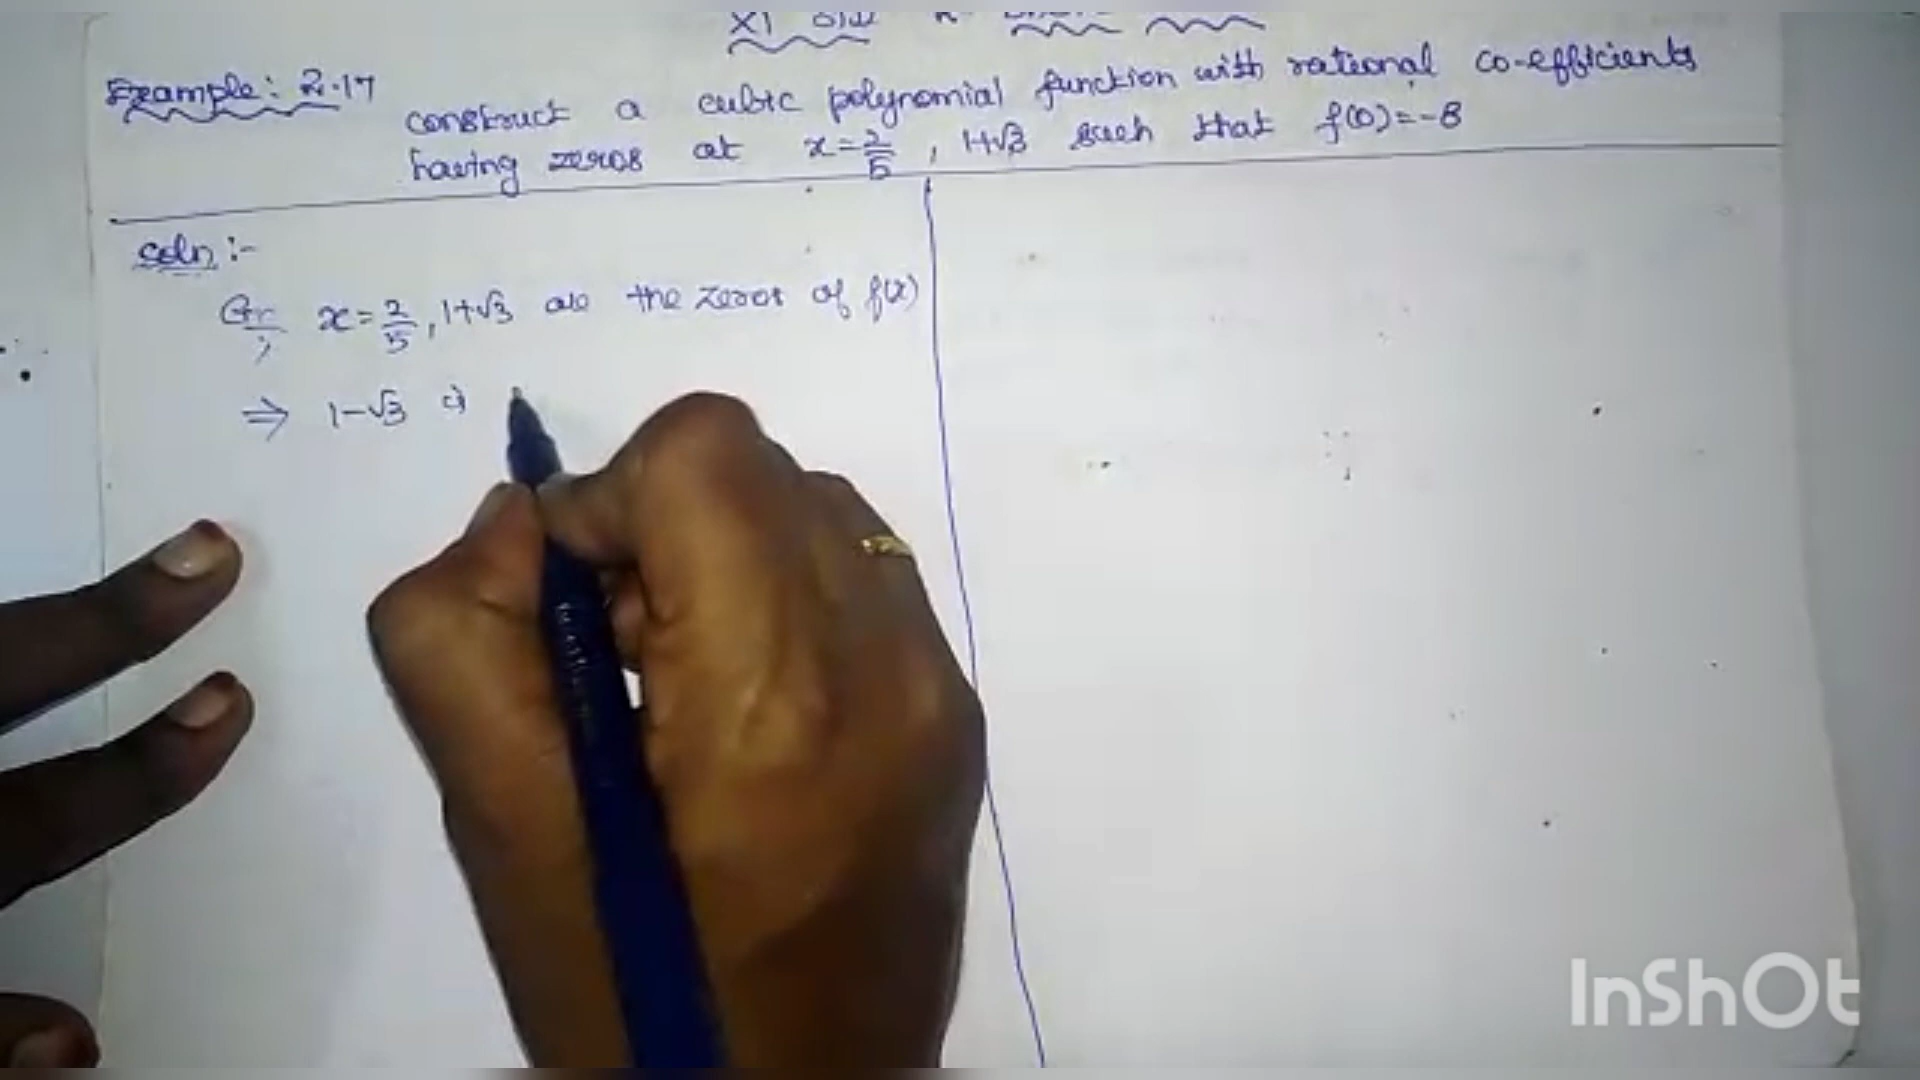 XI std
Example: 2.17
construct a cubic polynomial function with rational co-efficients
having zeros at x=2/5, 1+√3 such that f(0)=-8
Soln :-
Gn; x=2/5, 1+√3 are the zeros of f(x)
⇒ 1-√3 is
InShOt